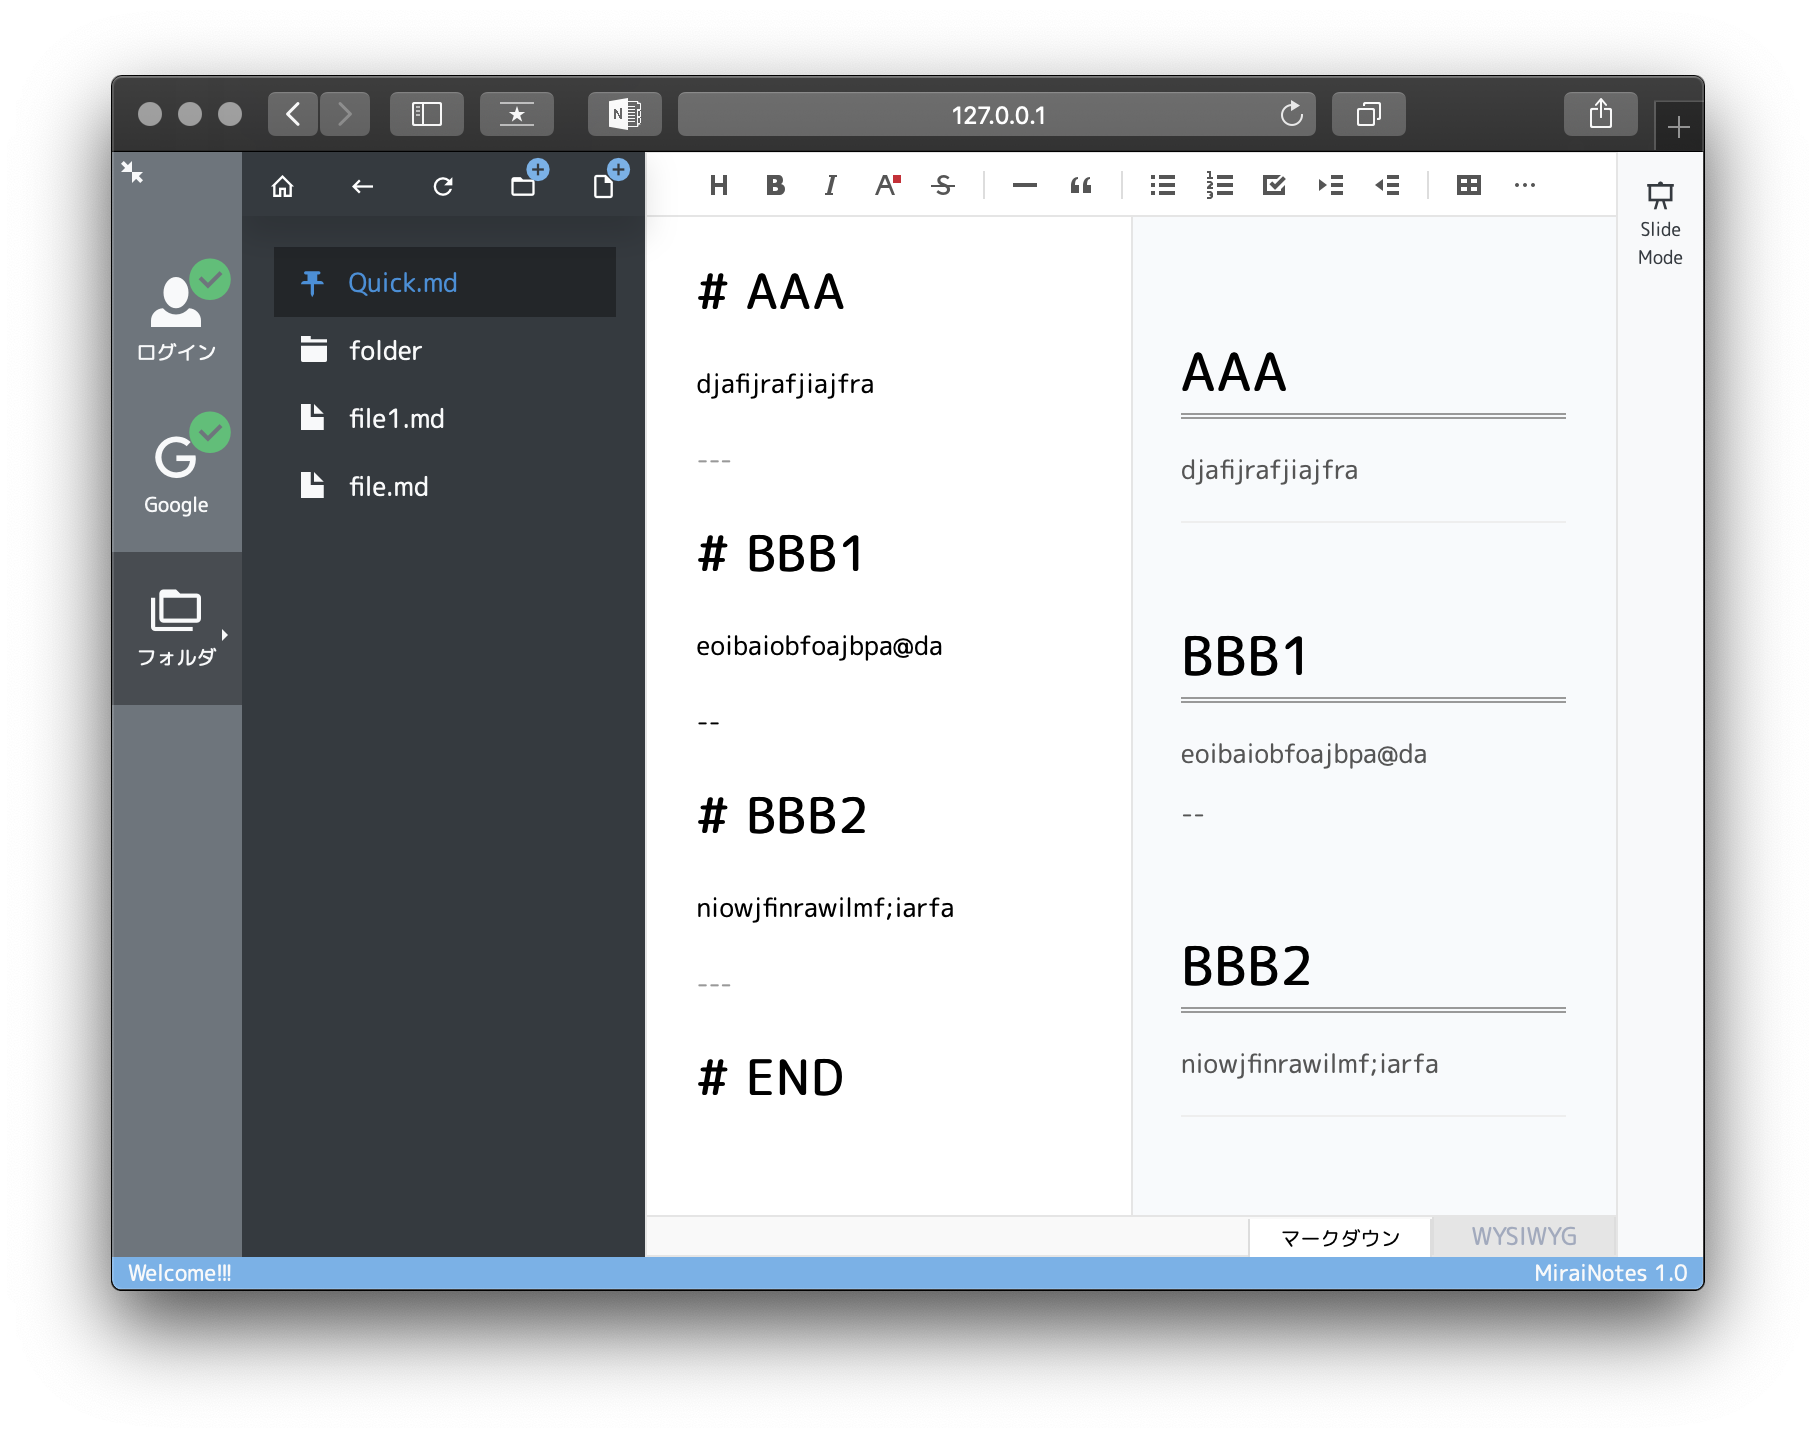 127.0.0.1
ログイン
Google
フォルダ
Quick.md
folder
file1.md
file.md
# AAA
djafijrafjiajfra
---
# BBB1
eoibaiobfoajbpa@da
--
# BBB2
niowjfinrawilmf;iarfa
---
# END
AAA
djafijrafjiajfra
BBB1
eoibaiobfoajbpa@da
--
BBB2
niowjfinrawilmf;iarfa
Slide
Mode
マークダウン
WYSIWYG
Welcome!!!
MiraiNotes 1.0